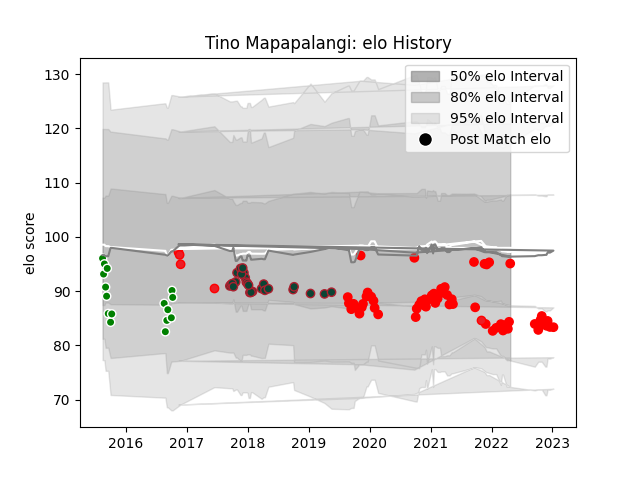 Tino Mapapalangi: elo History
50% elo Interval
80% elo Interval
95% elo Interval
Post Match elo
elo score
130
120
110
100
90
80
70
2016 2017 2018 2019 2020 2021 2022 2023